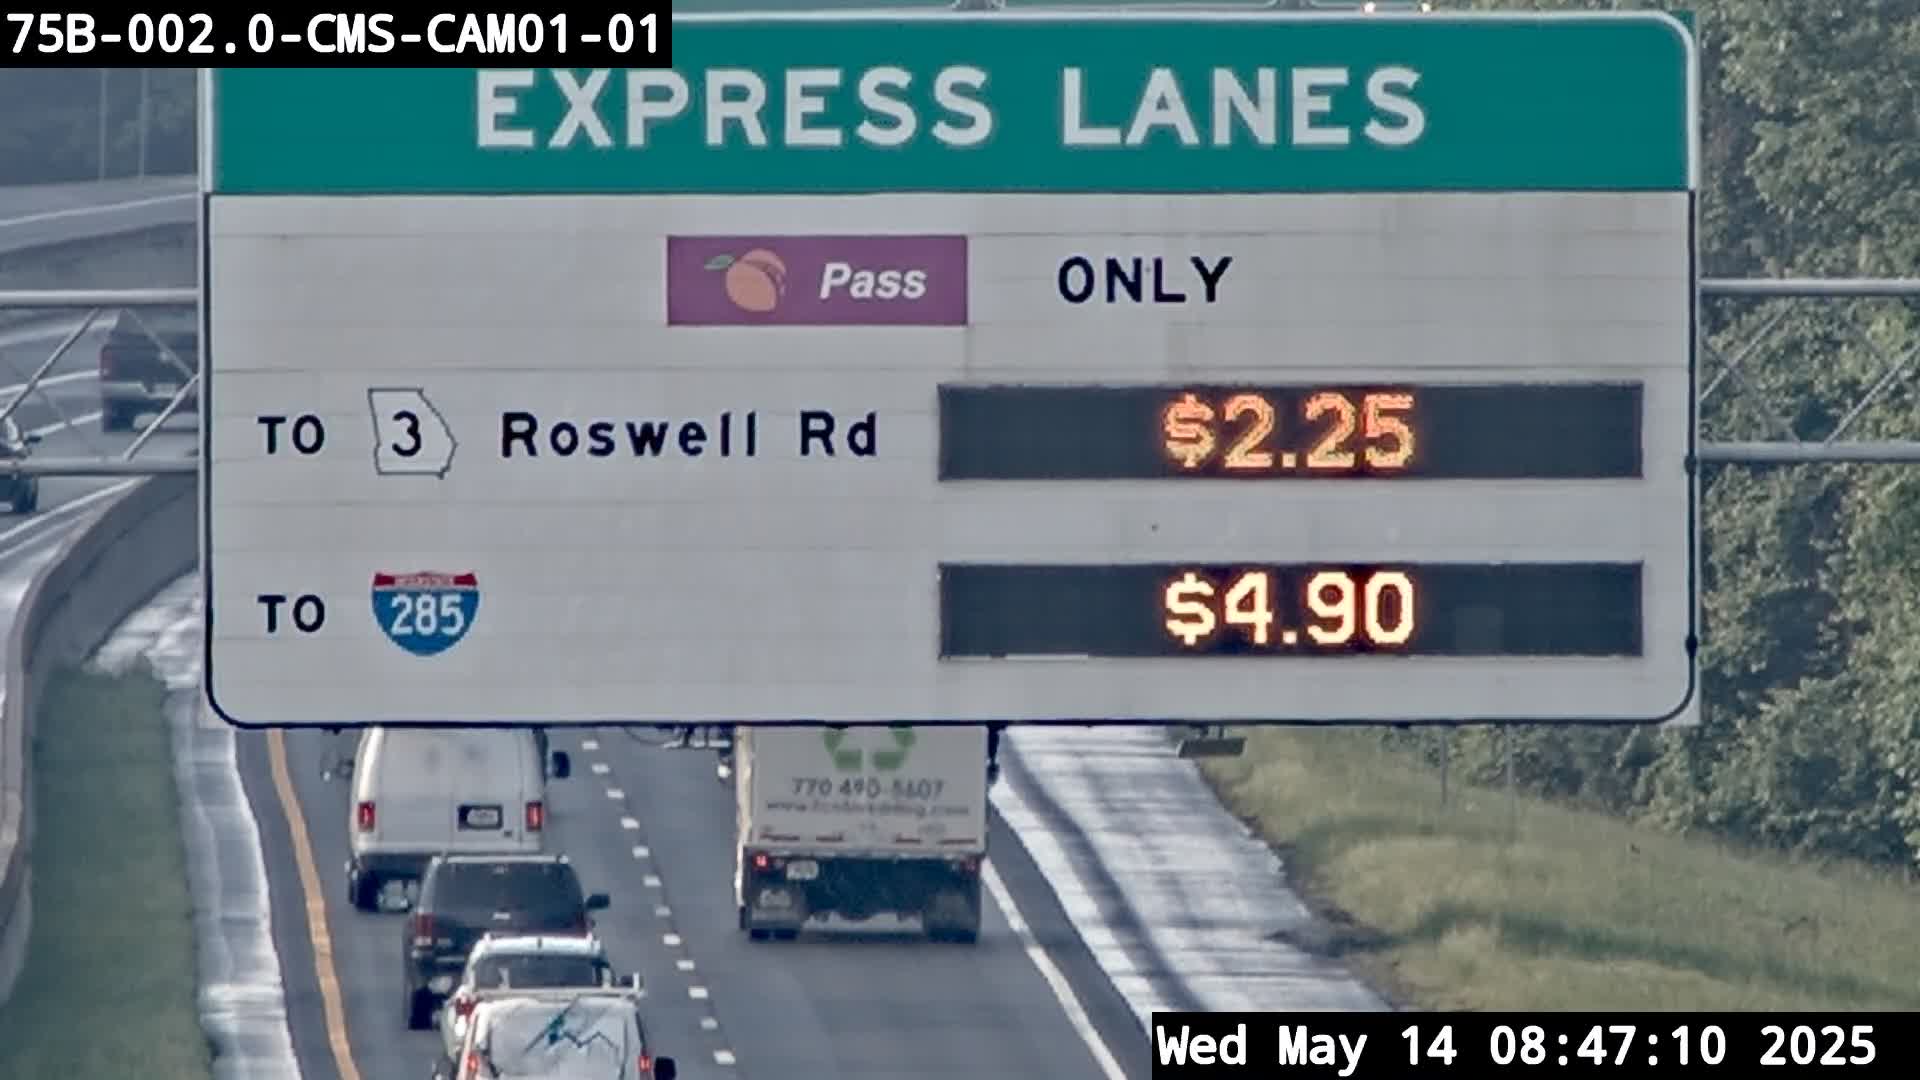 75B-002.0-CMS-CAM01-01
EXPRESS LANES
Pass ONLY
TO 3 Roswell Rd $2.25
TO 285 $4.90
770 490-5607
Wed May 14 08:47:10 2025